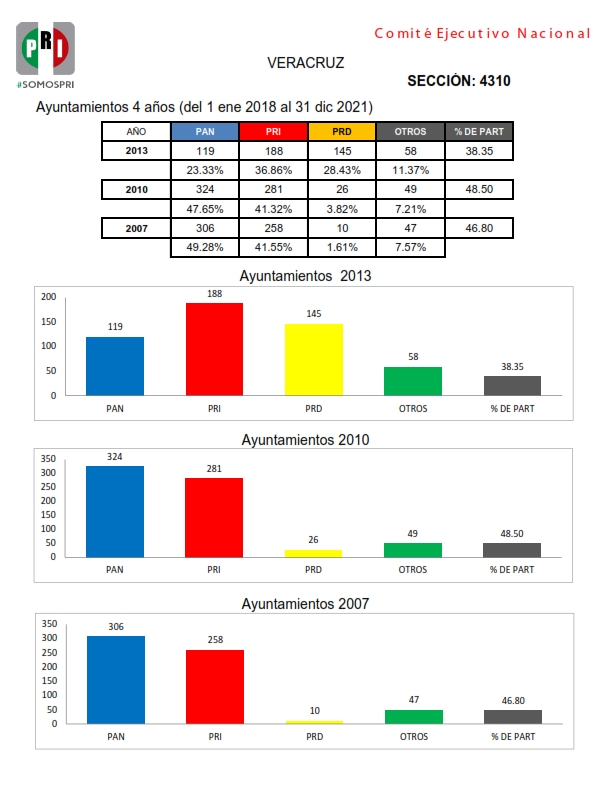 Comité Ejecutivo Nacional
PRI
#SOMOSPRI
VERACRUZ
SECCIÓN: 4310
Ayuntamientos 4 años (del 1 ene 2018 al 31 dic 2021)
AÑO PAN PRI PRD OTROS % DE PART
2013 119 188 145 58 38.35
23.33% 36.86% 28.43% 11.37%
2010 324 281 26 49 48.50
47.65% 41.32% 3.82% 7.21%
2007 306 258 10 47 46.80
49.28% 41.55% 1.61% 7.57%
Ayuntamientos 2013
200
150
100
50
0
119 188 145 58 38.35
PAN PRI PRD OTROS % DE PART
Ayuntamientos 2010
350
300
250
200
150
100
50
0
324 281 26 49 48.50
PAN PRI PRD OTROS % DE PART
Ayuntamientos 2007
350
300
250
200
150
100
50
0
306 258 10 47 46.80
PAN PRI PRD OTROS % DE PART